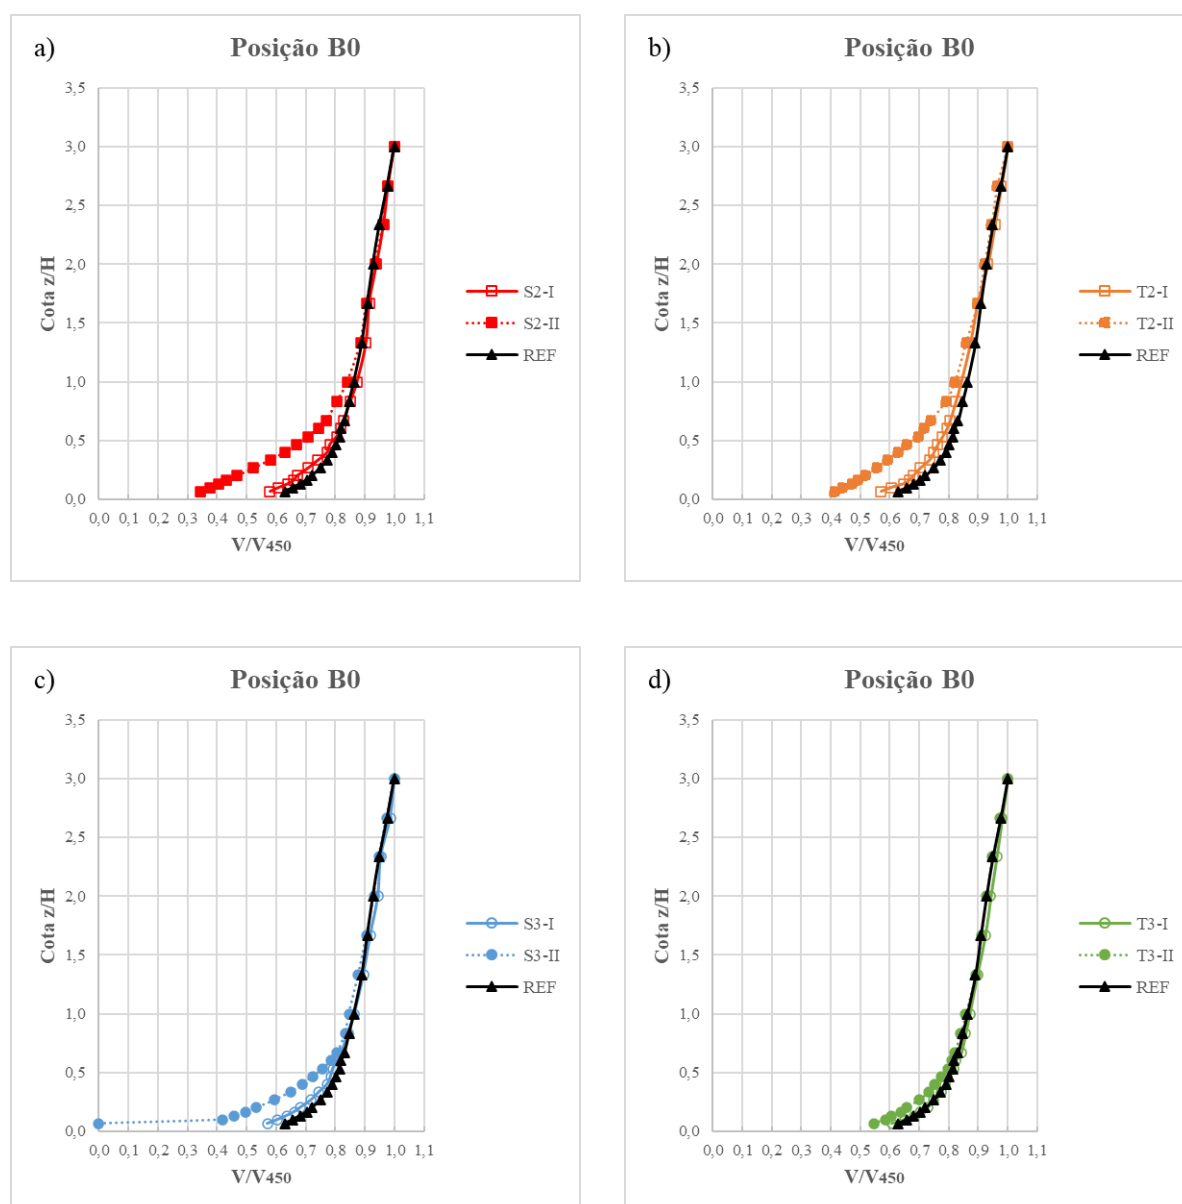 a)
Posição B0
3,5
3,0
2,5
2,0
1,5
1,0
0,5
0,0
Cota z/H
0,0 0,1 0,2 0,3 0,4 0,5 0,6 0,7 0,8 0,9 1,0 1,1
V/V450
S2-I
S2-II
REF
b)
Posição B0
3,5
3,0
2,5
2,0
1,5
1,0
0,5
0,0
Cota z/H
0,0 0,1 0,2 0,3 0,4 0,5 0,6 0,7 0,8 0,9 1,0 1,1
V/V450
T2-I
T2-II
REF
c)
Posição B0
3,5
3,0
2,5
2,0
1,5
1,0
0,5
0,0
Cota z/H
0,0 0,1 0,2 0,3 0,4 0,5 0,6 0,7 0,8 0,9 1,0 1,1
V/V450
S3-I
S3-II
REF
d)
Posição B0
3,5
3,0
2,5
2,0
1,5
1,0
0,5
0,0
Cota z/H
0,0 0,1 0,2 0,3 0,4 0,5 0,6 0,7 0,8 0,9 1,0 1,1
V/V450
T3-I
T3-II
REF